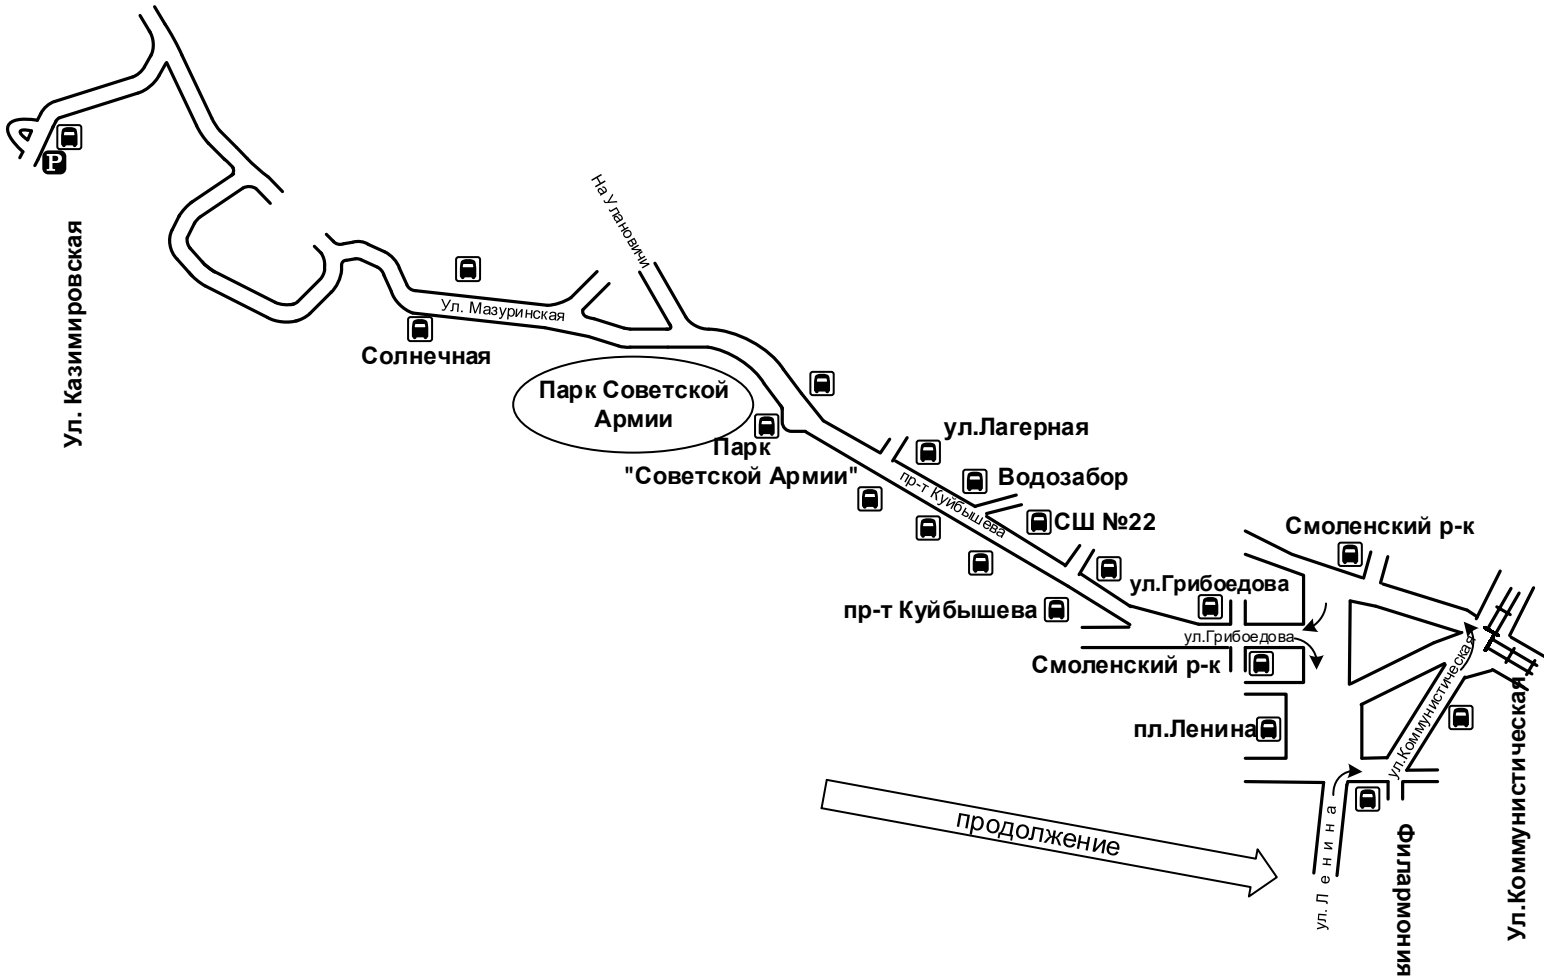 P
Ул. Казимировская
На Улановичи
Ул. Мазуринская
Солнечная
Парк Советской
Армии
Парк
"Советской Армии"
ул.Лагерная
Водозабор
пр-т Куйбышева
СШ №22
ул.Грибоедова
пр-т Куйбышева
Смоленский р-к
ул.Грибоедова
Смоленский р-к
пл.Ленина
ул.Коммунистическая
Ул.Коммунистическая
продолжение
ул. Ленина
Филармония